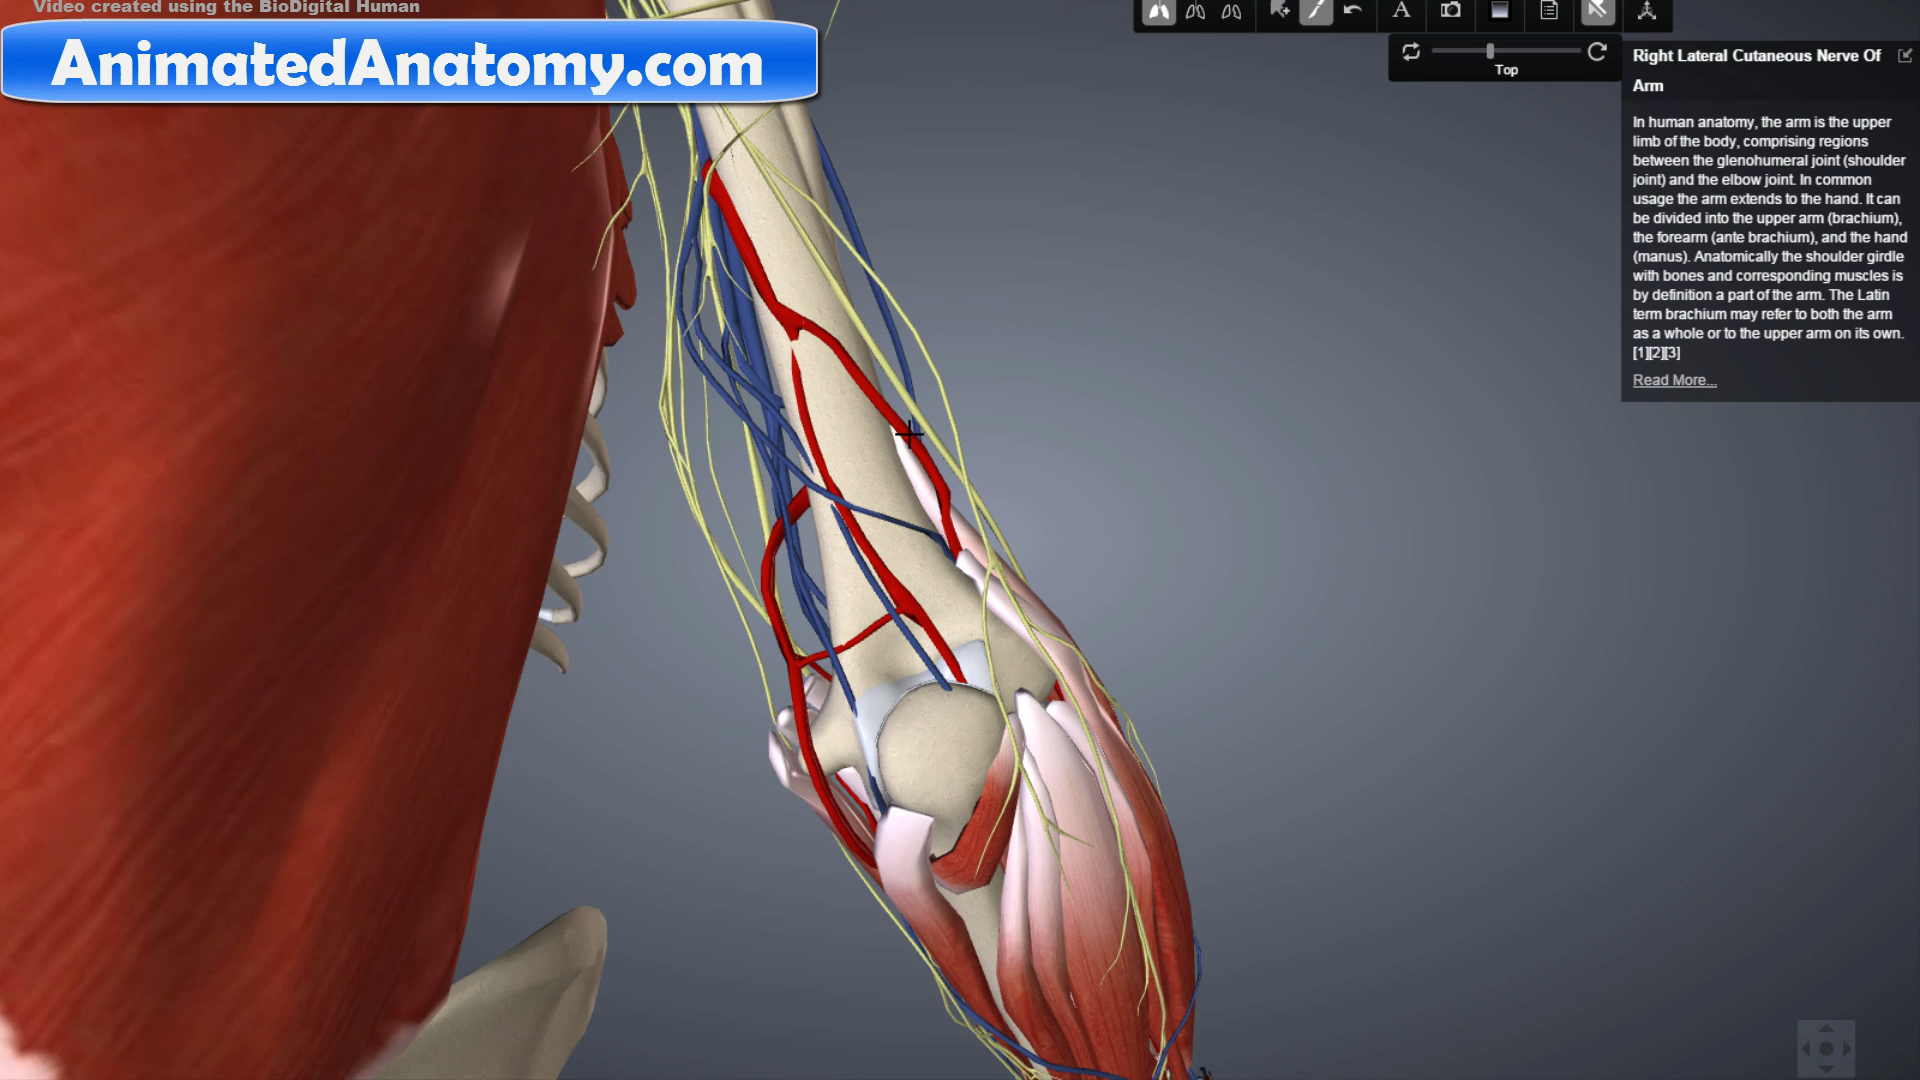 Video created using the BioDigital Human
AnimatedAnatomy.com
A
Top
Right Lateral Cutaneous Nerve Of
Arm
In human anatomy, the arm is the upper
limb of the body, comprising regions
between the glenohumeral joint (shoulder
joint) and the elbow joint. In common
usage the arm extends to the hand. It can
be divided into the upper arm (brachium),
the forearm (ante brachium), and the hand
(manus). Anatomically the shoulder girdle
with bones and corresponding muscles is
by definition a part of the arm. The Latin
term brachium may refer to both the arm
as a whole or to the upper arm on its own.
[1][2][3]
Read More...